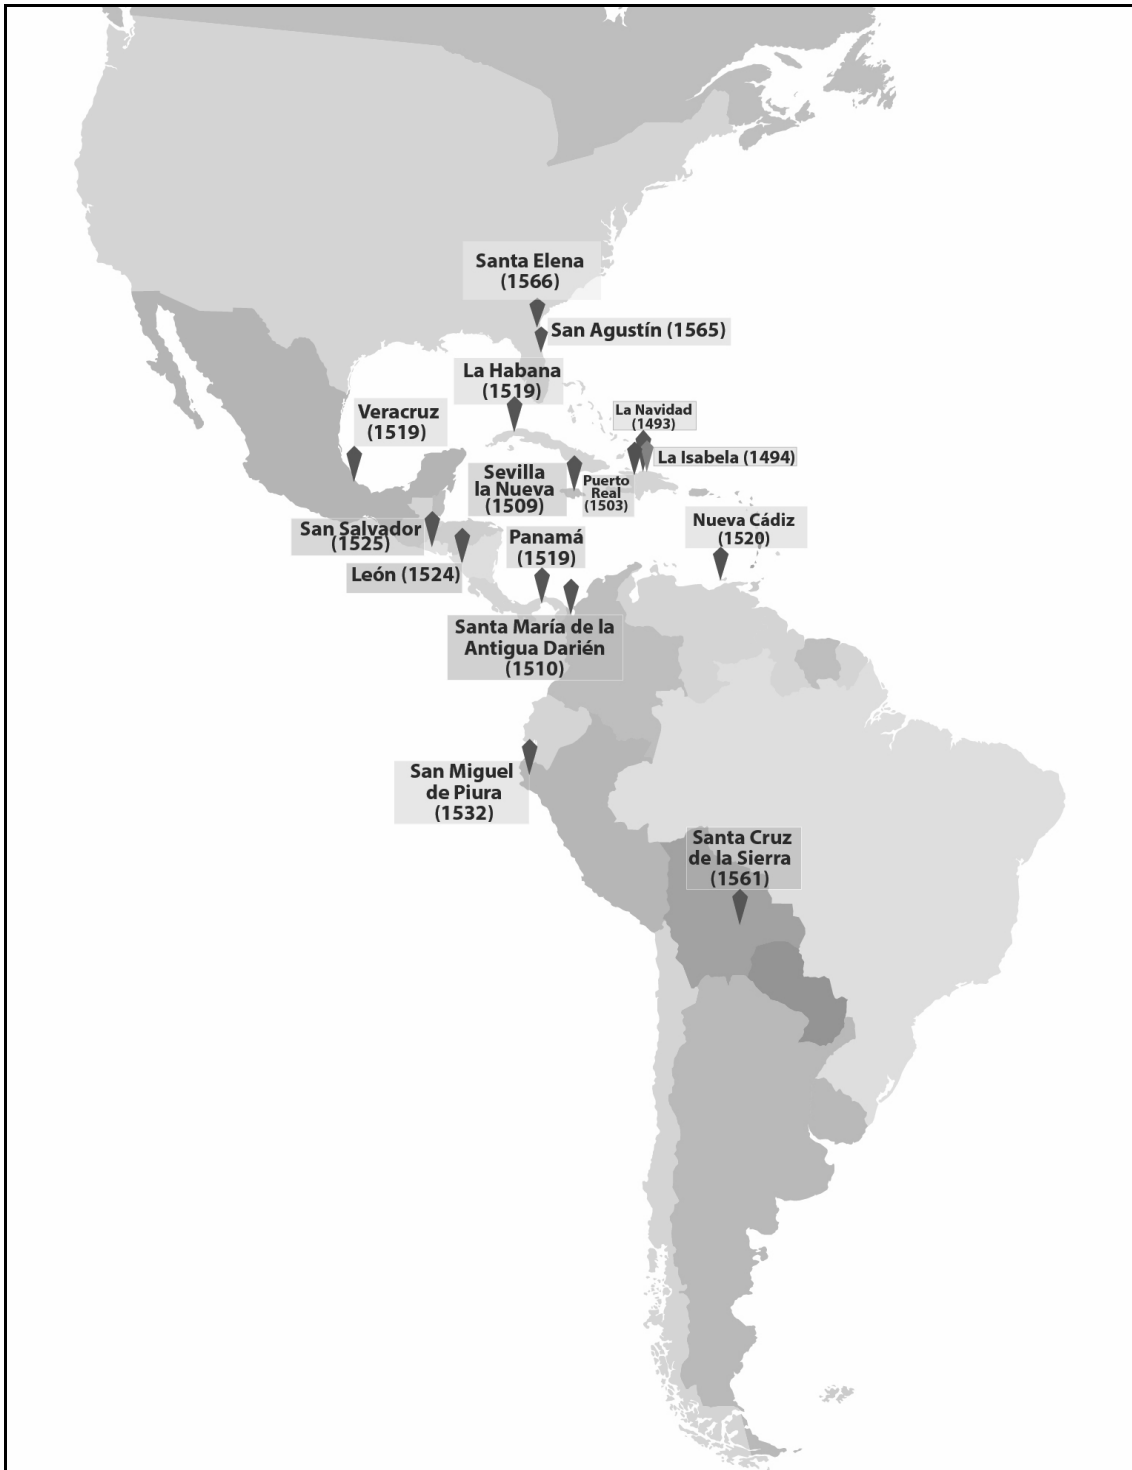 Santa Elena
(1566)
San Agustín (1565)
La Habana
(1519)
Veracruz
(1519)
La Navidad
(1493)
La Isabela (1494)
Sevilla
la Nueva
(1509)
Puerto
Real
(1503)
San Salvador
(1525)
León (1524)
Panamá
(1519)
Nueva Cádiz
(1520)
Santa María de la
Antigua Darién
(1510)
San Miguel
de Piura
(1532)
Santa Cruz
de la Sierra
(1561)